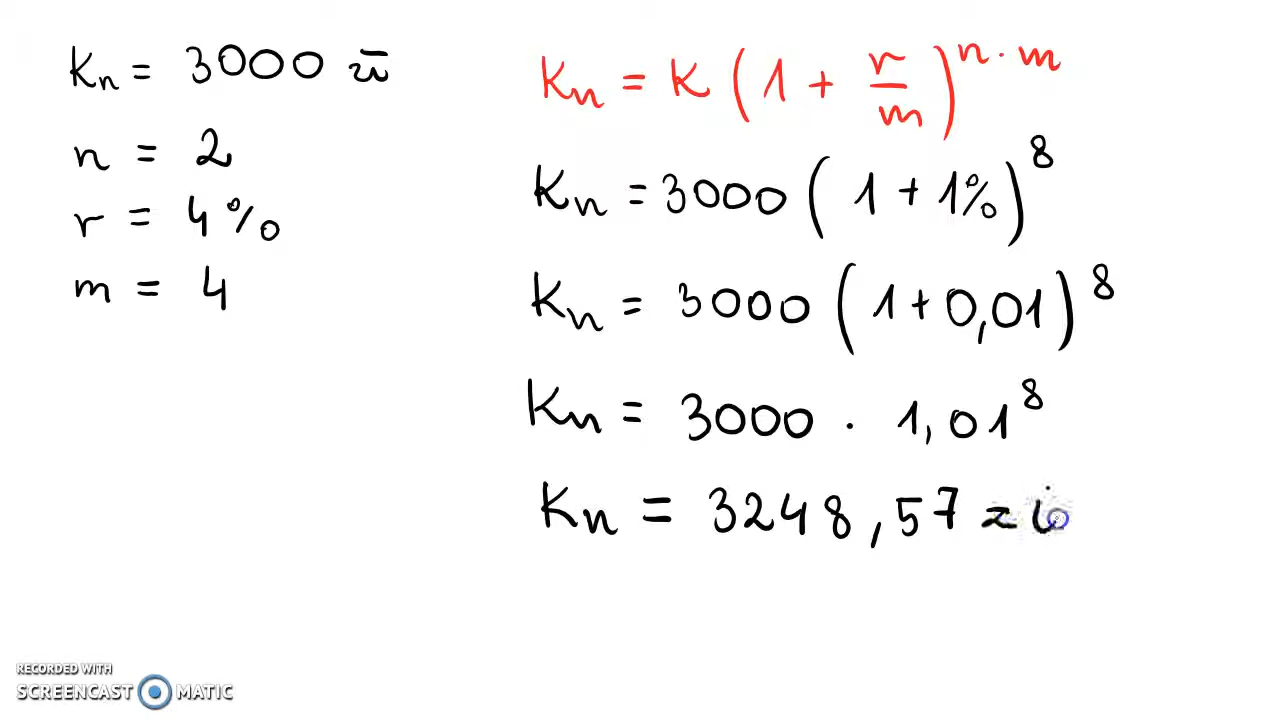 Kn = 3000 zł
n = 2
r = 4%
m = 4
Kn = K (1 + r/m)^n·m
Kn = 3000 (1 + 1%)^8
Kn = 3000 (1 + 0,01)^8
Kn = 3000 · 1,01^8
Kn = 3248,57 z
RECORDED WITH
SCREENCAST MATIC